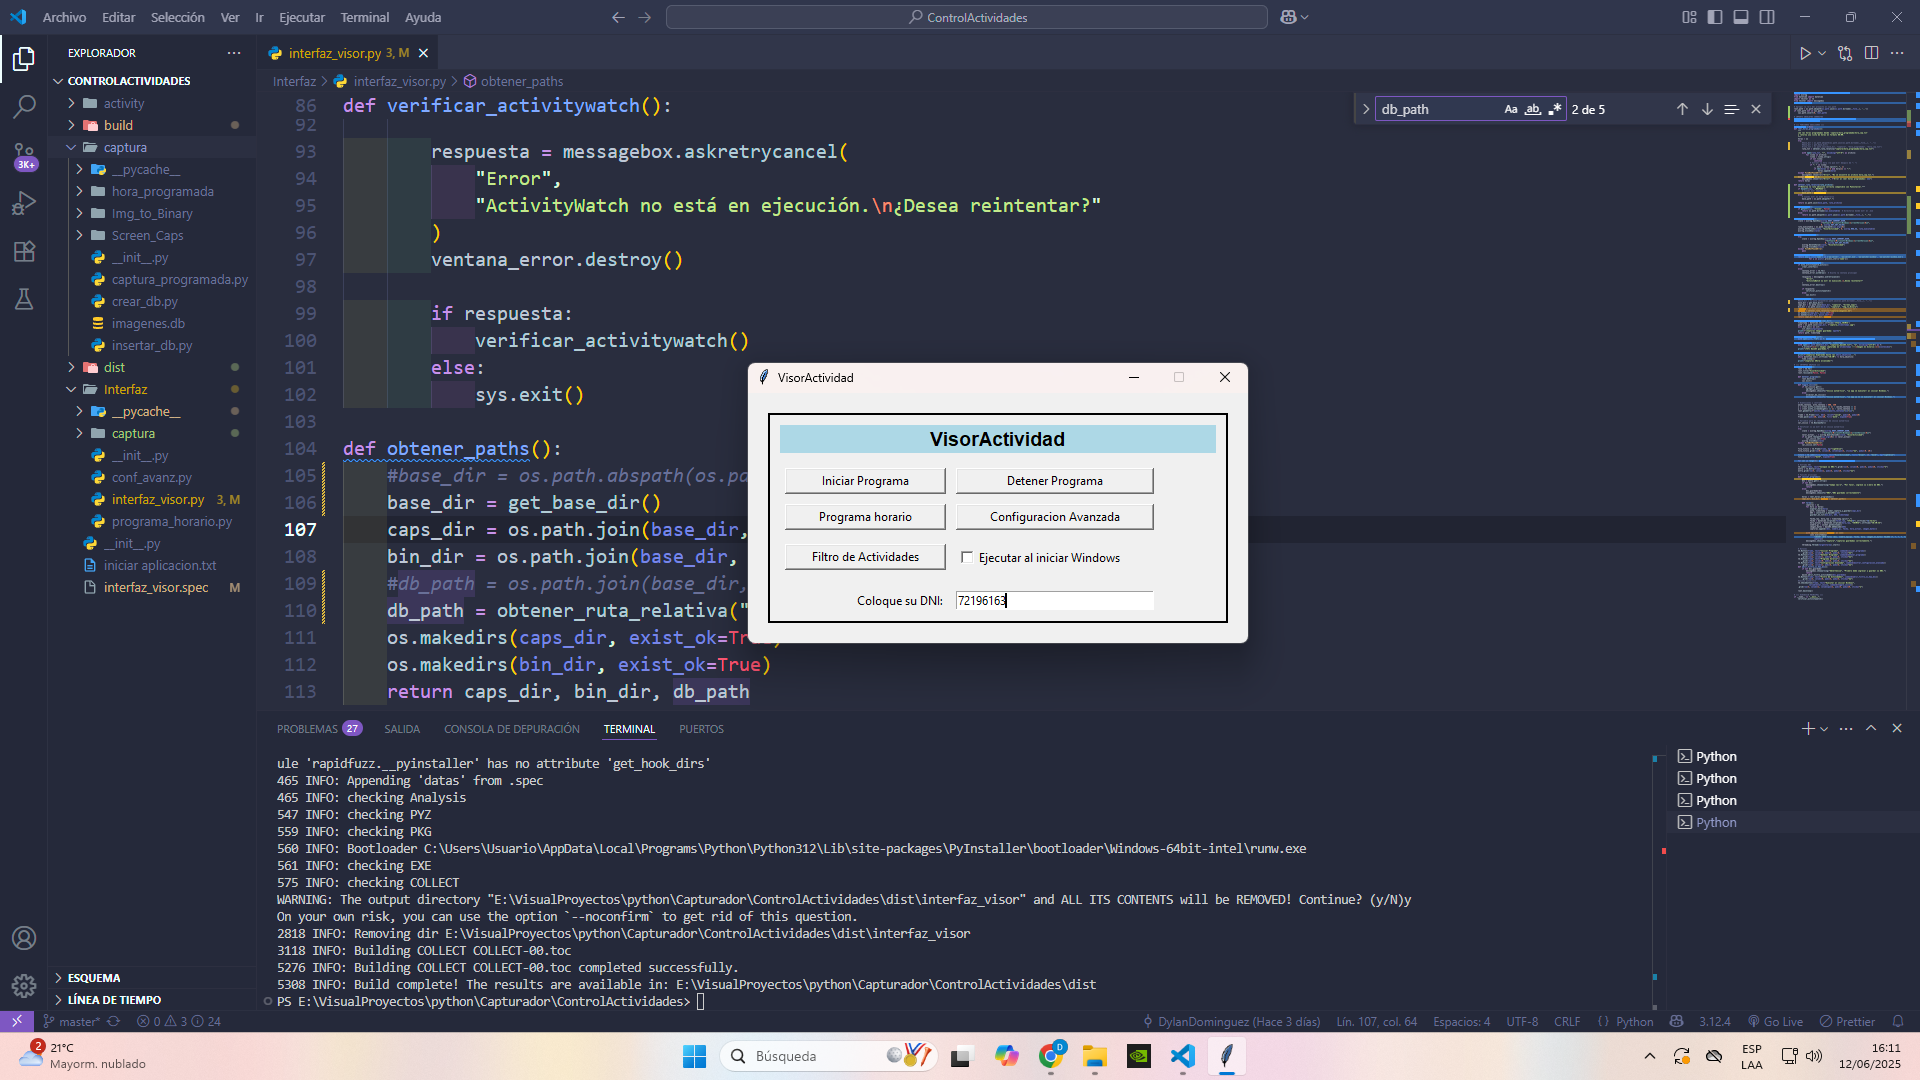 Archivo Editar Selección Ver Ir Ejecutar Terminal Ayuda
ControlActividades
EXPLORADOR
CONTROLACTIVIDADES
activity
build
captura
__pycache__
hora_programada
Img_to_Binary
Screen_Caps
__init__.py
captura_programada.py
crear_db.py
imagenes.db
insertar_db.py
dist
Interfaz
__pycache__
captura
__init__.py
conf_avanz.py
interfaz_visor.py 3, M
programa_horario.py
__init__.py
iniciar aplicacion.txt
interfaz_visor.spec M
ESQUEMA
LÍNEA DE TIEMPO
3K+
interfaz_visor.py 3, M
Interfaz > interfaz_visor.py > obtener_paths
db_path Aa ab 2 de 5
86 def verificar_activitywatch():
92
93 respuesta = messagebox.askretrycancel(
94 "Error",
95 "ActivityWatch no está en ejecución.\n¿Desea reintentar?"
96 )
97 ventana_error.destroy()
98
99 if respuesta:
100 verificar_activitywatch()
101 else:
102 sys.exit()
103
104 def obtener_paths():
105 #base_dir = os.path.abspath(os.pa
106 base_dir = get_base_dir()
107 caps_dir = os.path.join(base_dir,
108 bin_dir = os.path.join(base_dir,
109 #db_path = os.path.join(base_dir,
110 db_path = obtener_ruta_relativa("
111 os.makedirs(caps_dir, exist_ok=True)
112 os.makedirs(bin_dir, exist_ok=True)
113 return caps_dir, bin_dir, db_path
VisorActividad
VisorActividad
Iniciar Programa
Detener Programa
Programa horario
Configuracion Avanzada
Filtro de Actividades
Ejecutar al iniciar Windows
Coloque su DNI: 72196163
PROBLEMAS 27 SALIDA CONSOLA DE DEPURACIÓN TERMINAL PUERTOS
ule 'rapidfuzz.__pyinstaller' has no attribute 'get_hook_dirs'
465 INFO: Appending 'datas' from .spec
465 INFO: checking Analysis
547 INFO: checking PYZ
559 INFO: checking PKG
560 INFO: Bootloader C:\Users\Usuario\AppData\Local\Programs\Python\Python312\Lib\site-packages\PyInstaller\bootloader\Windows-64bit-intel\runw.exe
561 INFO: checking EXE
575 INFO: checking COLLECT
WARNING: The output directory "E:\VisualProyectos\python\Capturador\ControlActividades\dist\interfaz_visor" and ALL ITS CONTENTS will be REMOVED! Continue? (y/N)y
On your own risk, you can use the option `--noconfirm` to get rid of this question.
2818 INFO: Removing dir E:\VisualProyectos\python\Capturador\ControlActividades\dist\interfaz_visor
3118 INFO: Building COLLECT COLLECT-00.toc
5276 INFO: Building COLLECT COLLECT-00.toc completed successfully.
5308 INFO: Build complete! The results are available in: E:\VisualProyectos\python\Capturador\ControlActividades\dist
PS E:\VisualProyectos\python\Capturador\ControlActividades>
Python
Python
Python
Python
master* 0 3 24
DylanDominguez (Hace 3 días) Lín. 107, col. 64 Espacios: 4 UTF-8 CRLF { } Python 3.12.4 Go Live Prettier
2
21°C
Mayorm. nublado
Búsqueda
D
ESP
LAA
16:11
12/06/2025